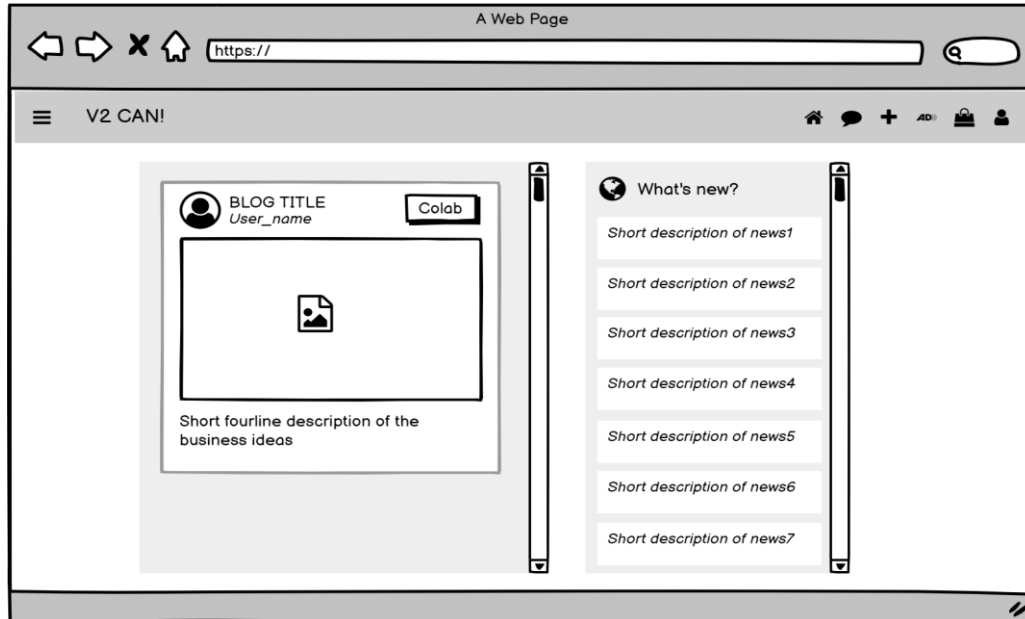 A Web Page
https://
V2 CAN!
AD
BLOG TITLE
User_name
Colab
Short fourline description of the
business ideas
What's new?
Short description of news1
Short description of news2
Short description of news3
Short description of news4
Short description of news5
Short description of news6
Short description of news7